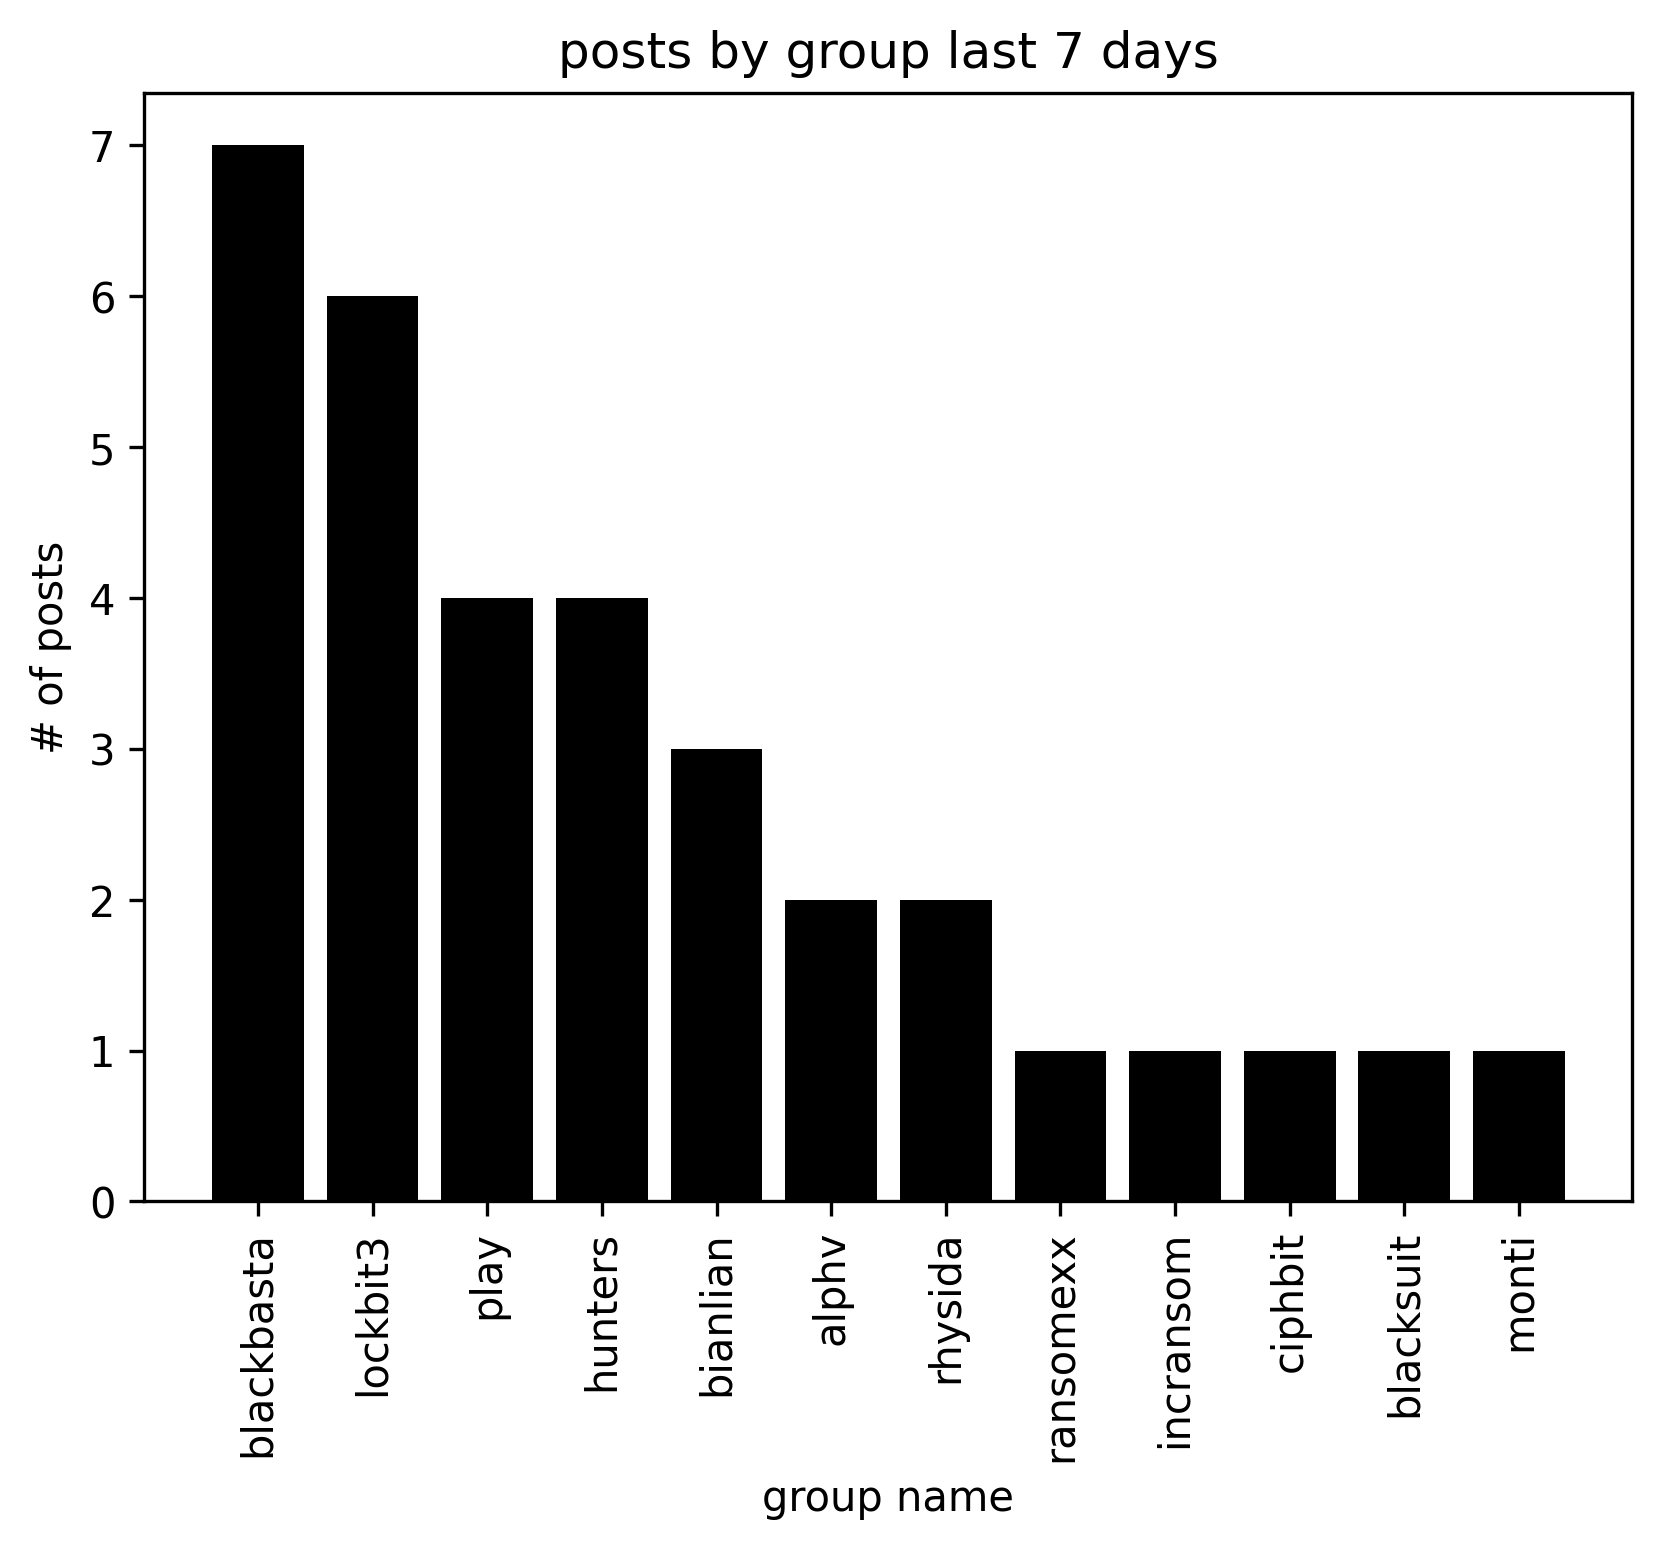 posts by group last 7 days
# of posts
7
6
5
4
3
2
1
0
blackbasta
lockbit3
play
hunters
bianlian
alphv
rhysida
ransomexx
incransom
ciphbit
blacksuit
monti
group name